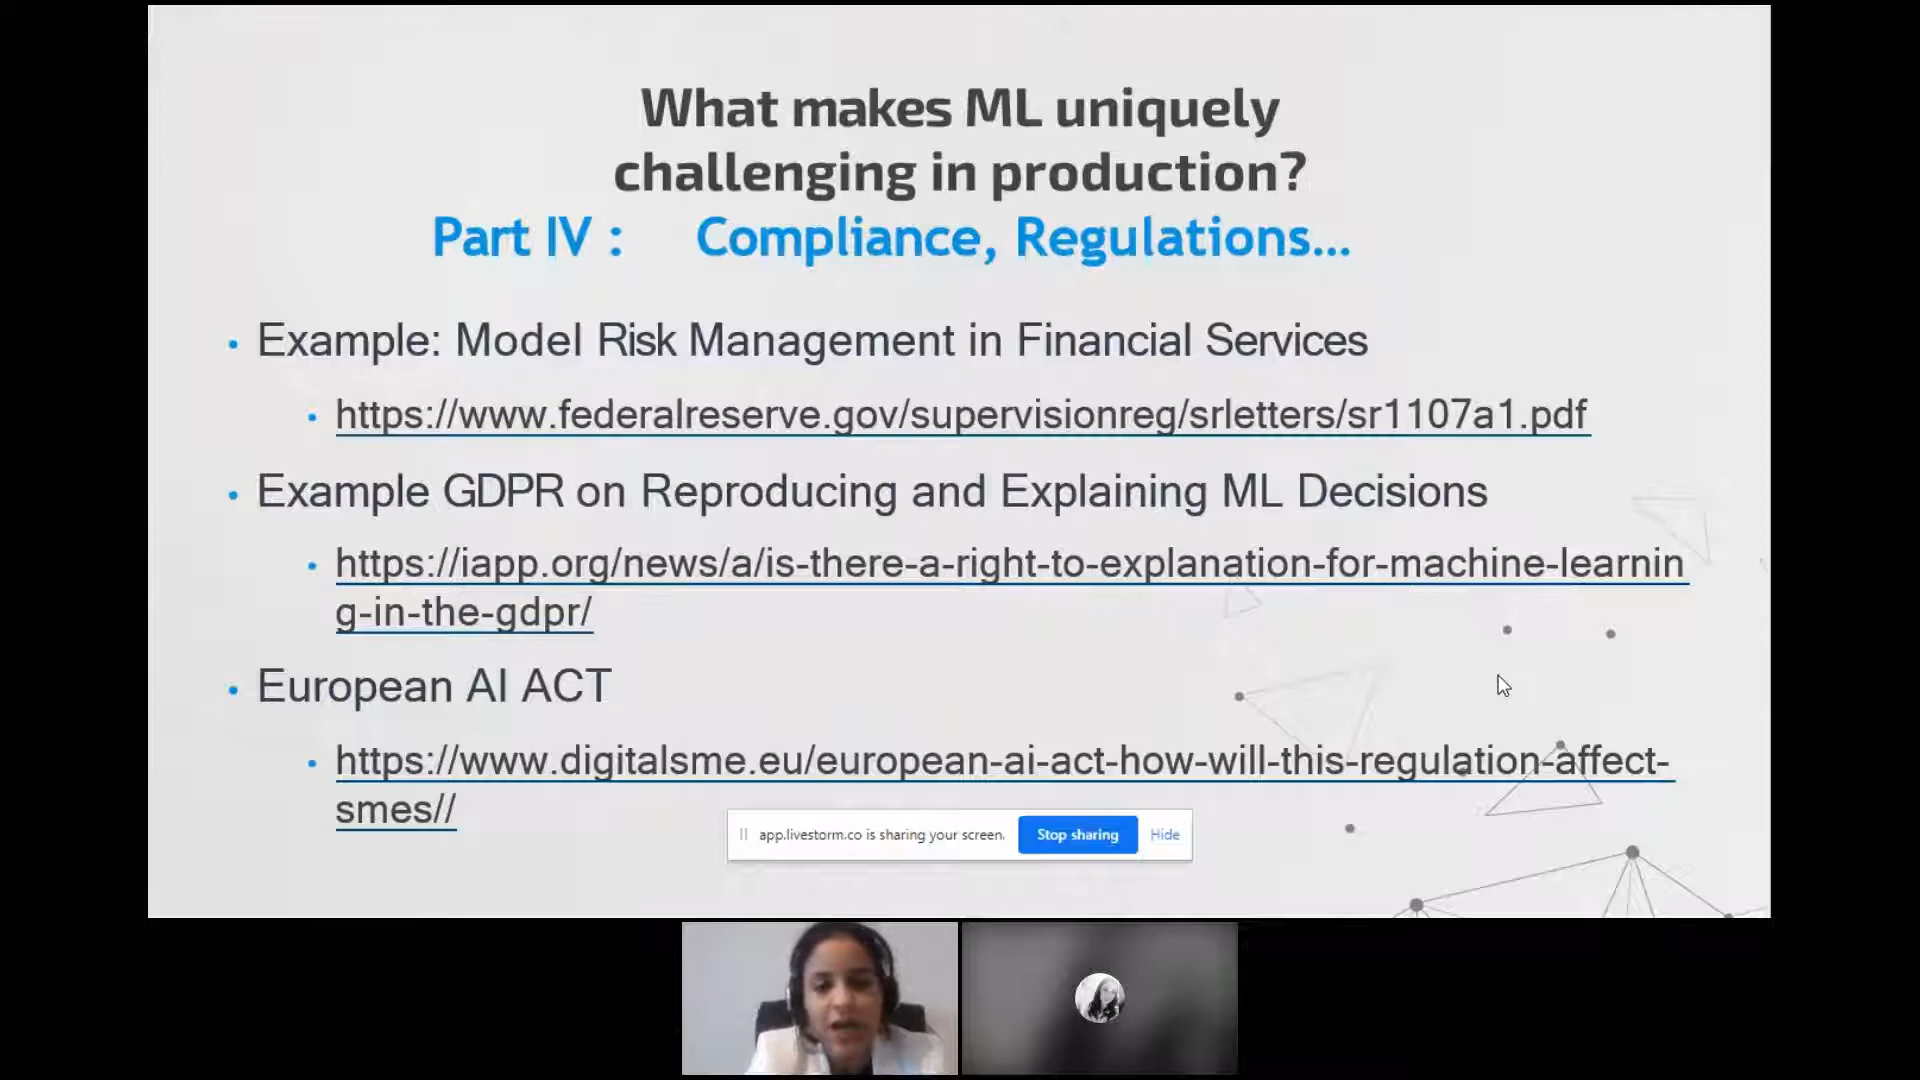 What makes ML uniquely
challenging in production?
Part IV : Compliance, Regulations...
• Example: Model Risk Management in Financial Services
• https://www.federalreserve.gov/supervisionreg/srletters/sr1107a1.pdf
• Example GDPR on Reproducing and Explaining ML Decisions
• https://iapp.org/news/a/is-there-a-right-to-explanation-for-machine-learnin
g-in-the-gdpr/
• European AI ACT
• https://www.digitalsme.eu/european-ai-act-how-will-this-regulation-affect-
smes//
app.livestorm.co is sharing your screen. Stop sharing Hide